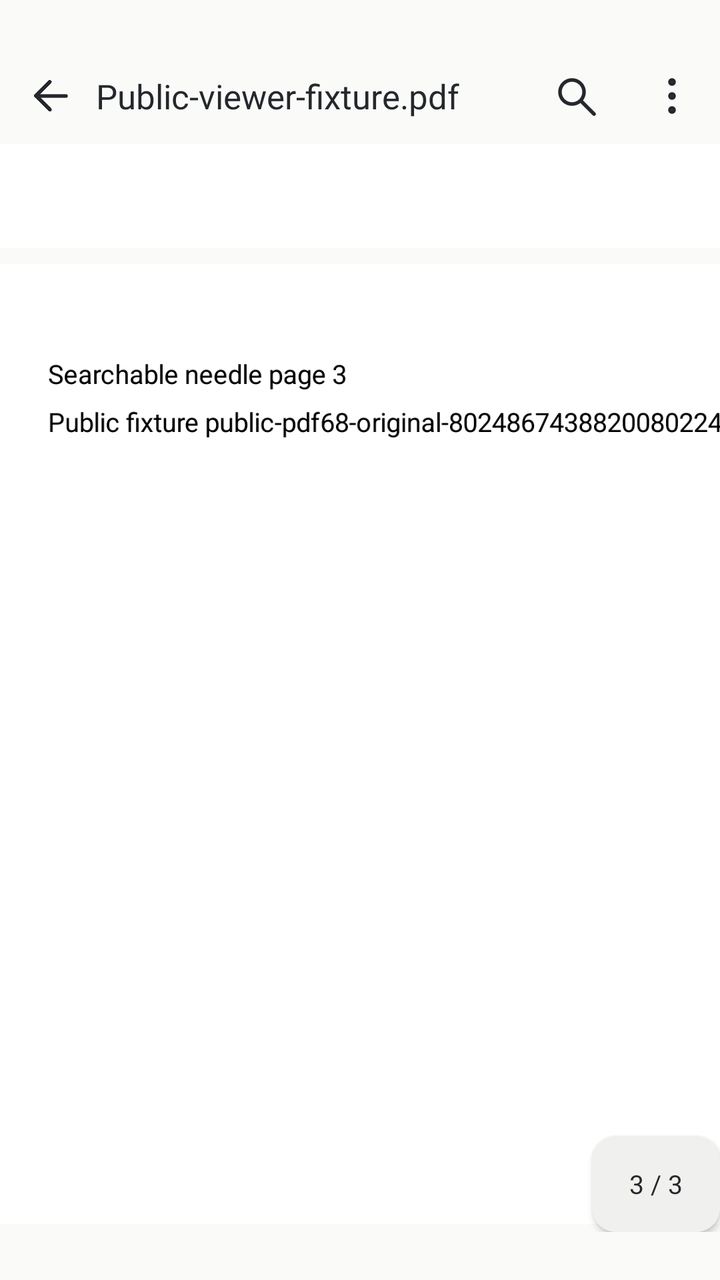 Public-viewer-fixture.pdf
Searchable needle page 3
Public fixture public-pdf68-original-8024867438820080224
3 / 3